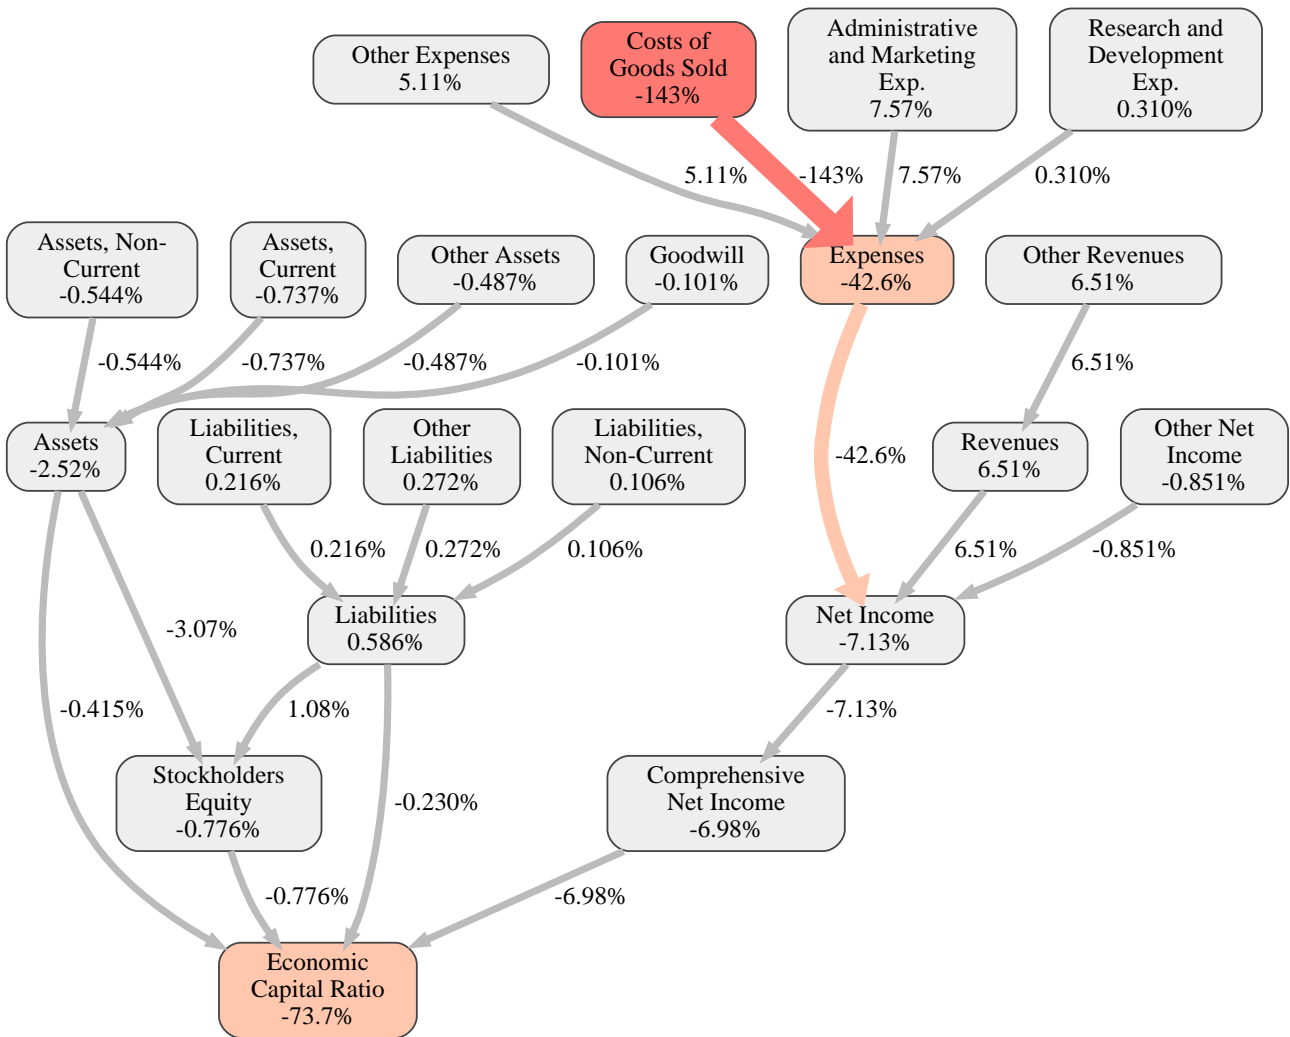 Other Expenses
5.11%
Costs of
Goods Sold
-143%
Administrative
and Marketing
Exp.
7.57%
Research and
Development
Exp.
0.310%
5.11%
-143%
7.57%
0.310%
Assets, Non-
Current
-0.544%
Assets,
Current
-0.737%
Other Assets
-0.487%
Goodwill
-0.101%
Expenses
-42.6%
Other Revenues
6.51%
-0.544%
-0.737%
-0.487%
-0.101%
6.51%
Assets
-2.52%
Liabilities,
Current
0.216%
Other
Liabilities
0.272%
Liabilities,
Non-Current
0.106%
-42.6%
Revenues
6.51%
Other Net
Income
-0.851%
0.216%
0.272%
0.106%
6.51%
-0.851%
-3.07%
Liabilities
0.586%
Net Income
-7.13%
-0.415%
1.08%
-7.13%
Stockholders
Equity
-0.776%
-0.230%
Comprehensive
Net Income
-6.98%
-0.776%
-6.98%
Economic
Capital Ratio
-73.7%